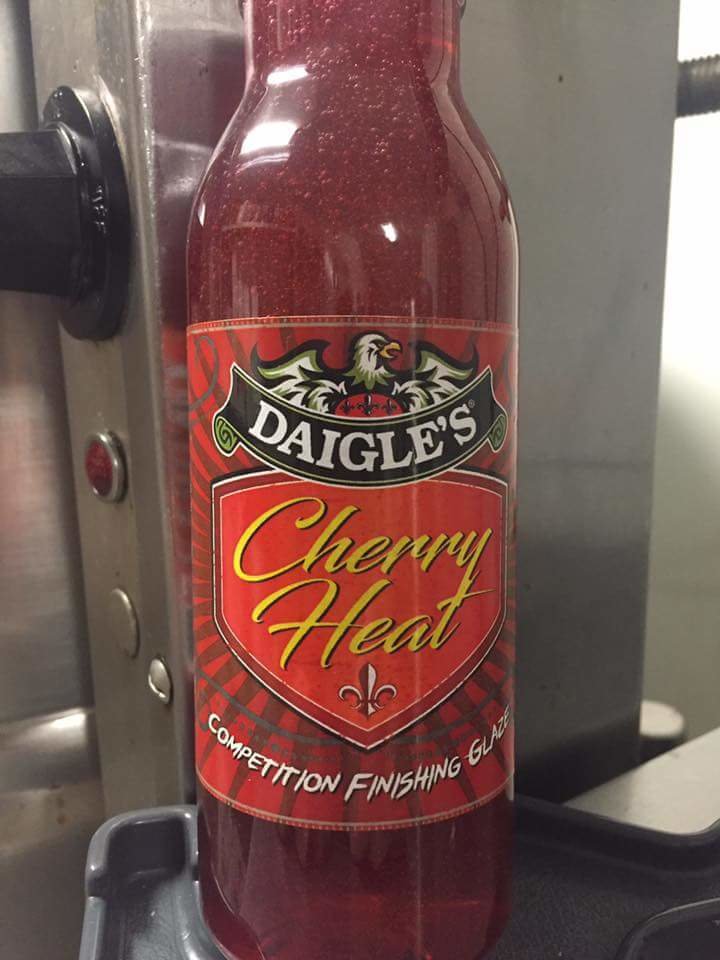 DAIGLE'S®
Cherry
Heat
COMPETITION FINISHING GLAZE